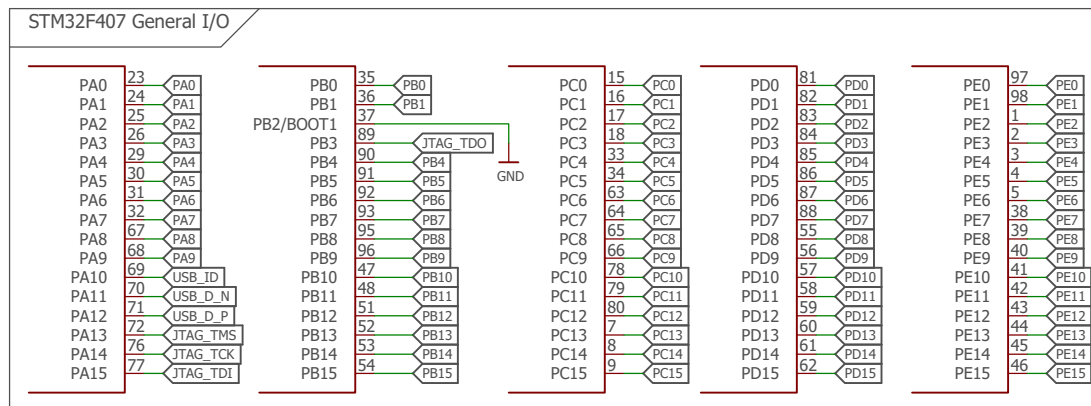 STM32F407 General I/O
PA0 23 PA0
PA1 24 PA1
PA2 25 PA2
PA3 26 PA3
PA4 29 PA4
PA5 30 PA5
PA6 31 PA6
PA7 32 PA7
PA8 67 PA8
PA9 68 PA9
PA10 69 USB_ID
PA11 70 USB_D_N
PA12 71 USB_D_P
PA13 72 JTAG_TMS
PA14 76 JTAG_TCK
PA15 77 JTAG_TDI
PB0 35 PB0
PB1 36 PB1
PB2/BOOT1 37
PB3 89 JTAG_TDO
PB4 90 PB4
PB5 91 PB5
PB6 92 PB6
PB7 93 PB7
PB8 95 PB8
PB9 96 PB9
PB10 47 PB10
PB11 48 PB11
PB12 51 PB12
PB13 52 PB13
PB14 53 PB14
PB15 54 PB15
GND
PC0 15 PC0
PC1 16 PC1
PC2 17 PC2
PC3 18 PC3
PC4 33 PC4
PC5 34 PC5
PC6 63 PC6
PC7 64 PC7
PC8 65 PC8
PC9 66 PC9
PC10 78 PC10
PC11 79 PC11
PC12 80 PC12
PC13 7 PC13
PC14 8 PC14
PC15 9 PC15
PD0 81 PD0
PD1 82 PD1
PD2 83 PD2
PD3 84 PD3
PD4 85 PD4
PD5 86 PD5
PD6 87 PD6
PD7 88 PD7
PD8 55 PD8
PD9 56 PD9
PD10 57 PD10
PD11 58 PD11
PD12 59 PD12
PD13 60 PD13
PD14 61 PD14
PD15 62 PD15
PE0 97 PE0
PE1 98 PE1
PE2 1 PE2
PE3 2 PE3
PE4 3 PE4
PE5 4 PE5
PE6 5 PE6
PE7 38 PE7
PE8 39 PE8
PE9 40 PE9
PE10 41 PE10
PE11 42 PE11
PE12 43 PE12
PE13 44 PE13
PE14 45 PE14
PE15 46 PE15